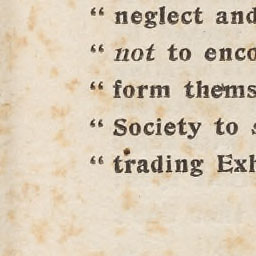 “ neglect and
“ not to enco
“ form thems
“ Society to s
“ trading Exh